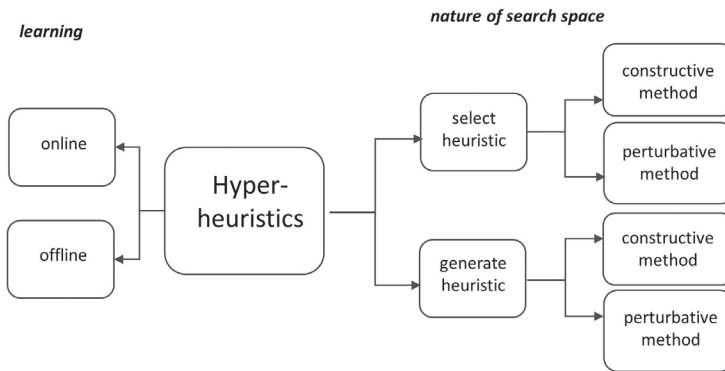 learning
nature of search space
online
offline
Hyper-
heuristics
select
heuristic
generate
heuristic
constructive
method
perturbative
method
constructive
method
perturbative
method